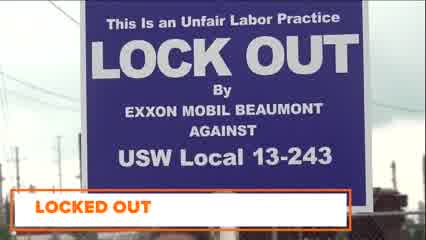 This Is an Unfair Labor Practice
LOCK OUT
By
EXXON MOBIL BEAUMONT
AGAINST
USW Local 13-243
LOCKED OUT